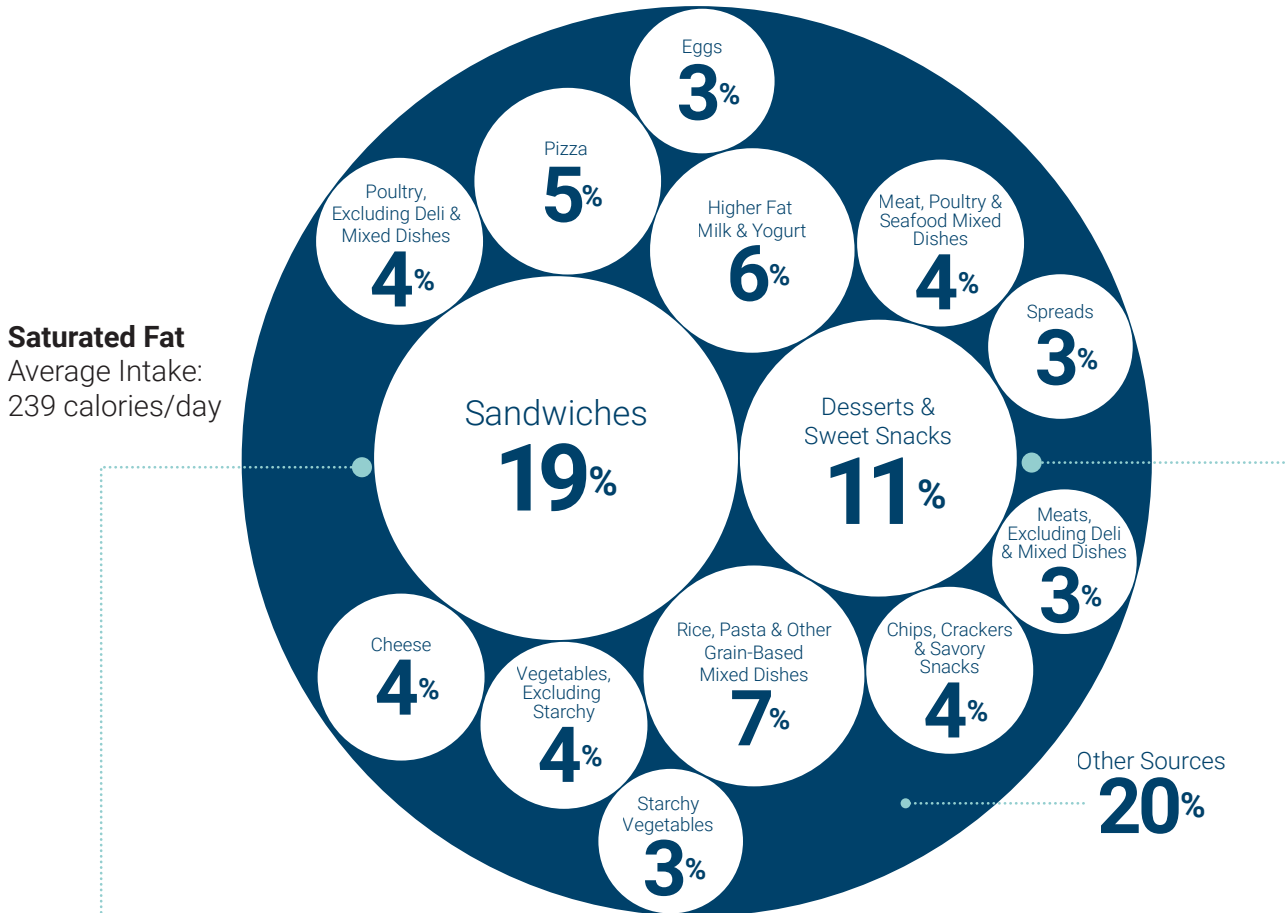 Saturated Fat
Average Intake:
239 calories/day
Eggs
3%
Pizza
5%
Poultry,
Excluding Deli &
Mixed Dishes
4%
Higher Fat
Milk & Yogurt
6%
Meat, Poultry &
Seafood Mixed
Dishes
4%
Spreads
3%
Sandwiches
19%
Desserts &
Sweet Snacks
11%
Meats,
Excluding Deli
& Mixed Dishes
3%
Cheese
4%
Vegetables,
Excluding
Starchy
4%
Rice, Pasta & Other
Grain-Based
Mixed Dishes
7%
Chips, Crackers
& Savory
Snacks
4%
Starchy
Vegetables
3%
Other Sources
20%